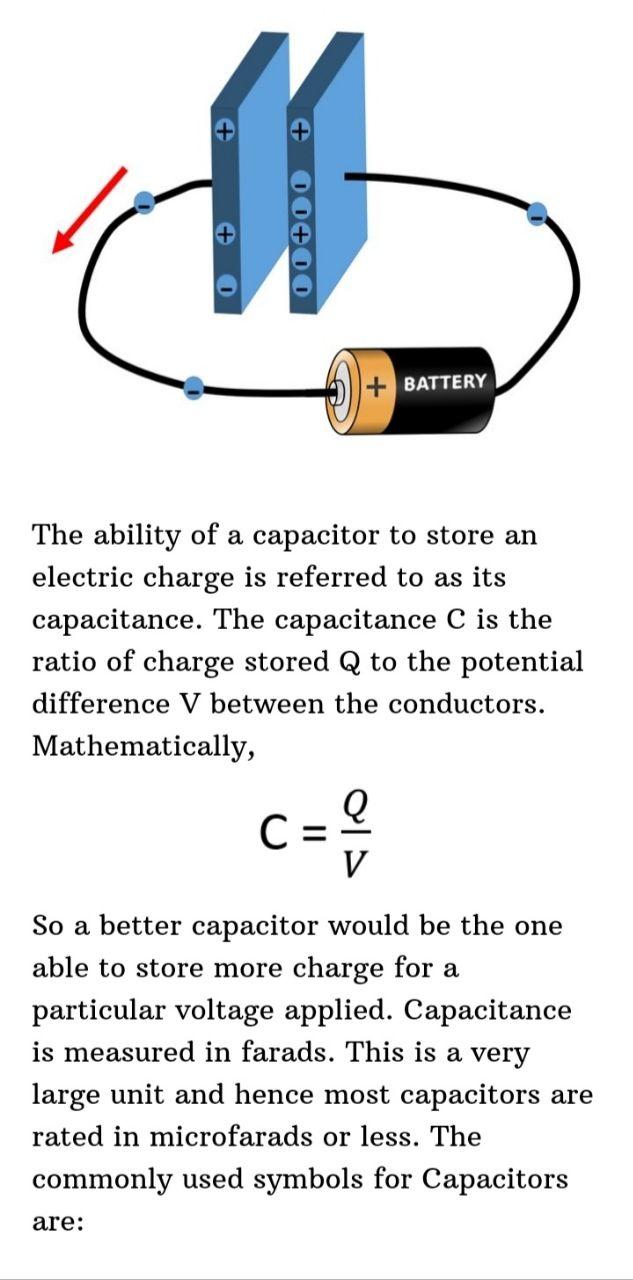 + +
-
-
- -
+ + -
-
- -
+ BATTERY
-
The ability of a capacitor to store an
electric charge is referred to as its
capacitance. The capacitance C is the
ratio of charge stored Q to the potential
difference V between the conductors.
Mathematically,
C = Q/V
So a better capacitor would be the one
able to store more charge for a
particular voltage applied. Capacitance
is measured in farads. This is a very
large unit and hence most capacitors are
rated in microfarads or less. The
commonly used symbols for Capacitors
are: